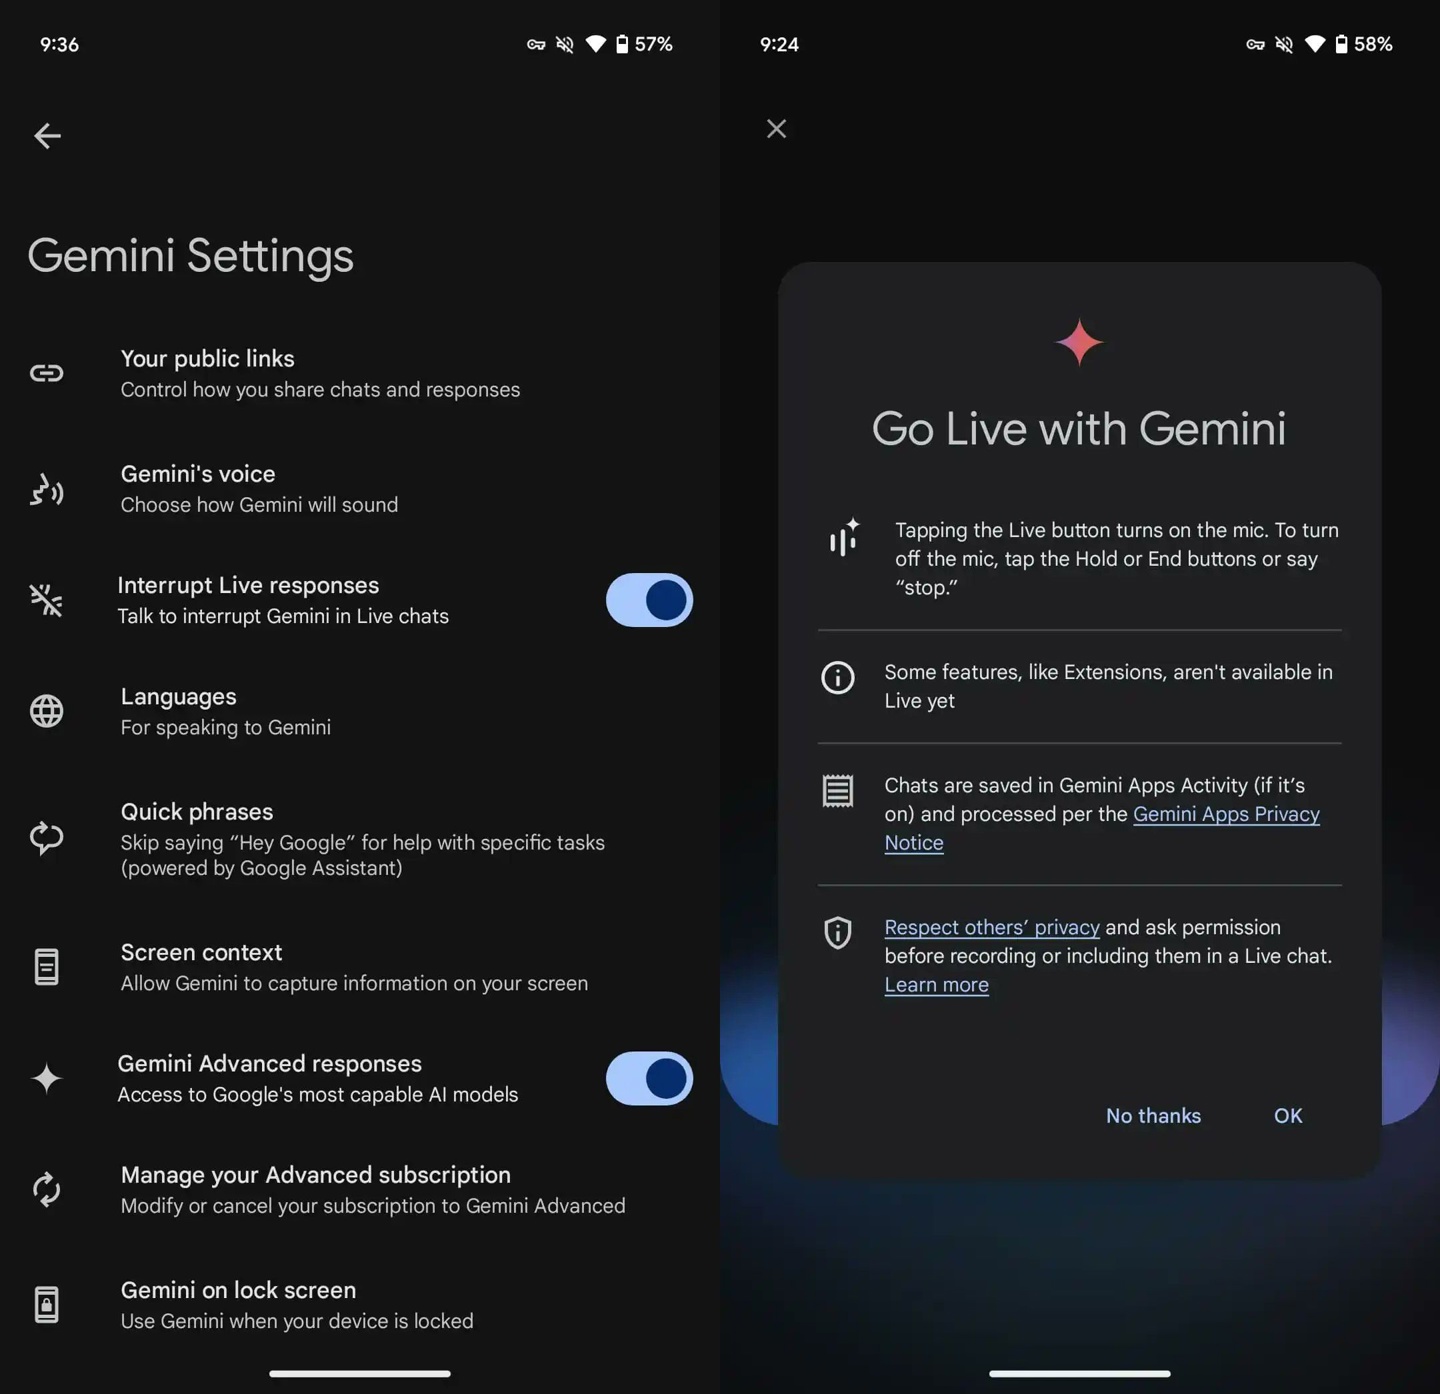 9:36
57%
Gemini Settings
Your public links
Control how you share chats and responses
Gemini's voice
Choose how Gemini will sound
Interrupt Live responses
Talk to interrupt Gemini in Live chats
Languages
For speaking to Gemini
Quick phrases
Skip saying “Hey Google” for help with specific tasks
(powered by Google Assistant)
Screen context
Allow Gemini to capture information on your screen
Gemini Advanced responses
Access to Google's most capable AI models
Manage your Advanced subscription
Modify or cancel your subscription to Gemini Advanced
Gemini on lock screen
Use Gemini when your device is locked
9:24
58%
Go Live with Gemini
Tapping the Live button turns on the mic. To turn
off the mic, tap the Hold or End buttons or say
“stop.”
Some features, like Extensions, aren't available in
Live yet
Chats are saved in Gemini Apps Activity (if it’s
on) and processed per the Gemini Apps Privacy
Notice
Respect others’ privacy and ask permission
before recording or including them in a Live chat.
Learn more
No thanks
OK